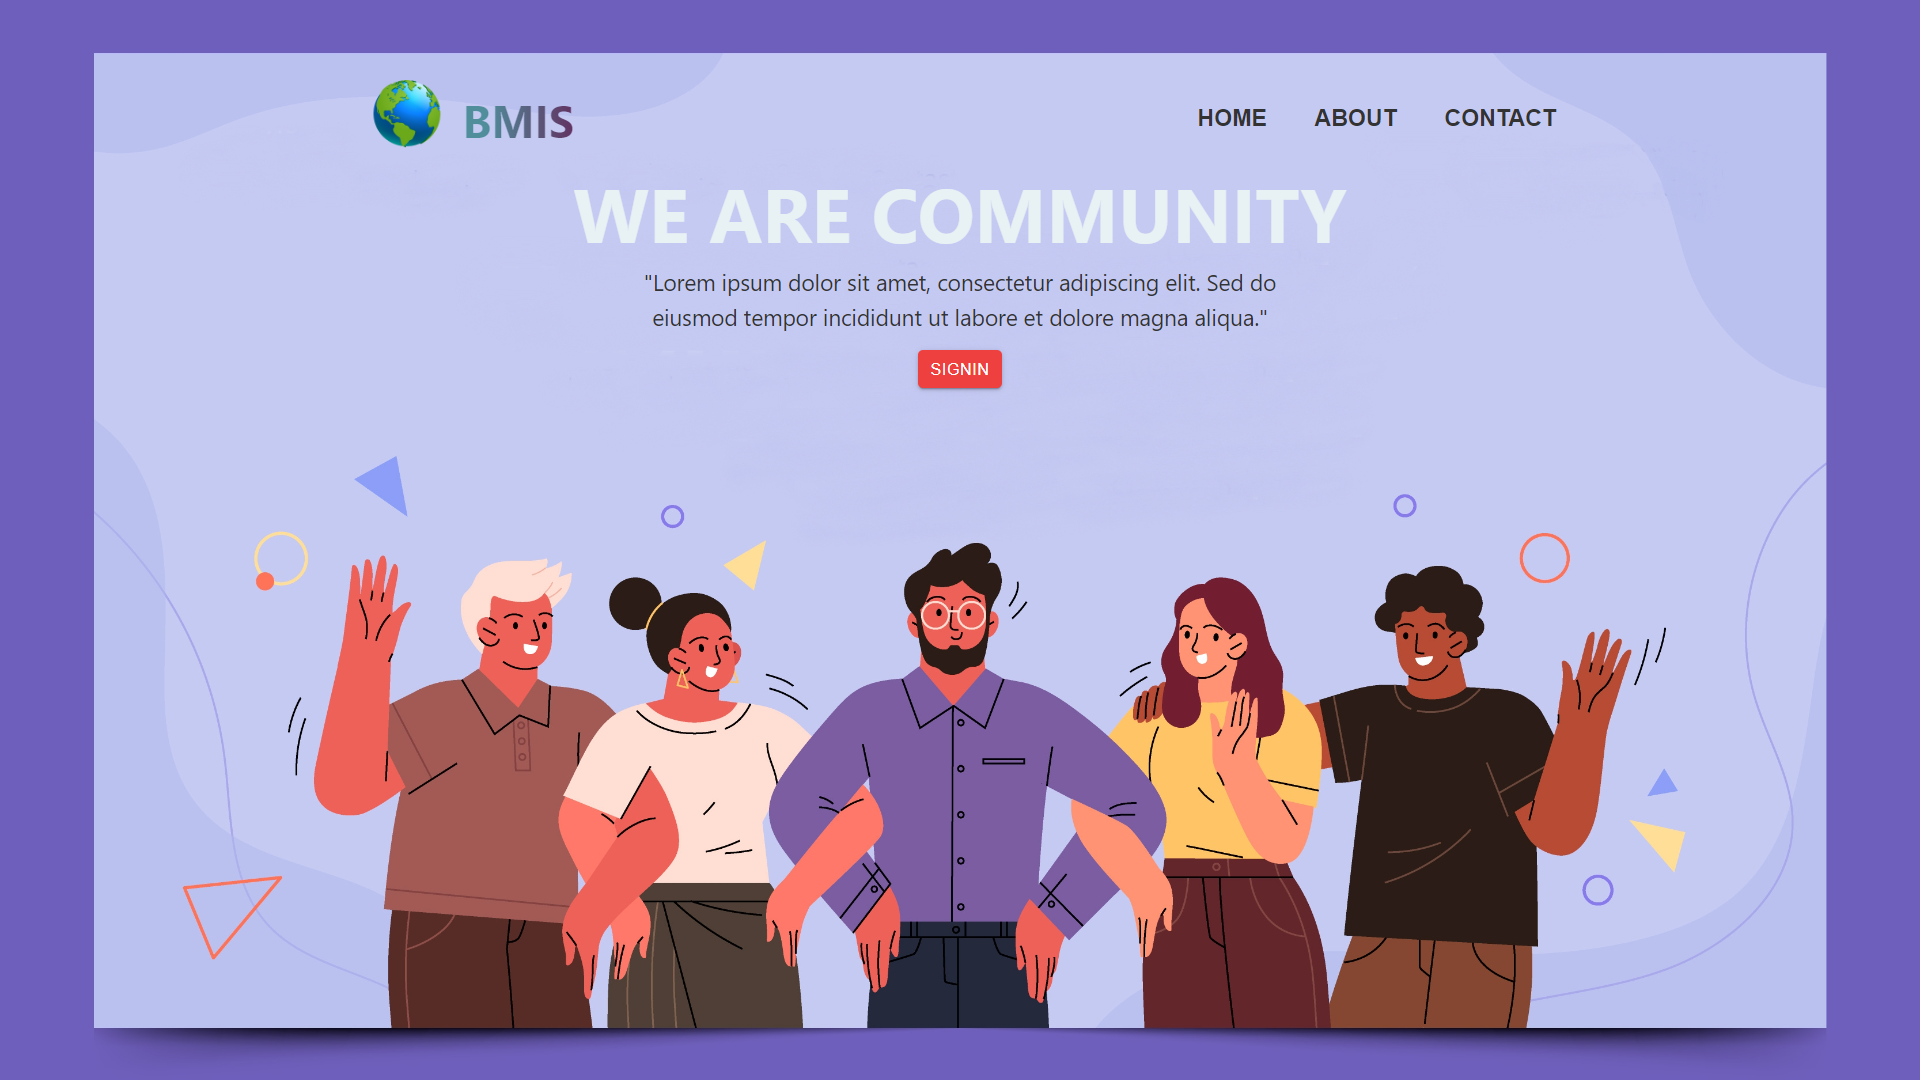 BMIS
HOME ABOUT CONTACT
WE ARE COMMUNITY
"Lorem ipsum dolor sit amet, consectetur adipiscing elit. Sed do
eiusmod tempor incididunt ut labore et dolore magna aliqua."
SIGNIN